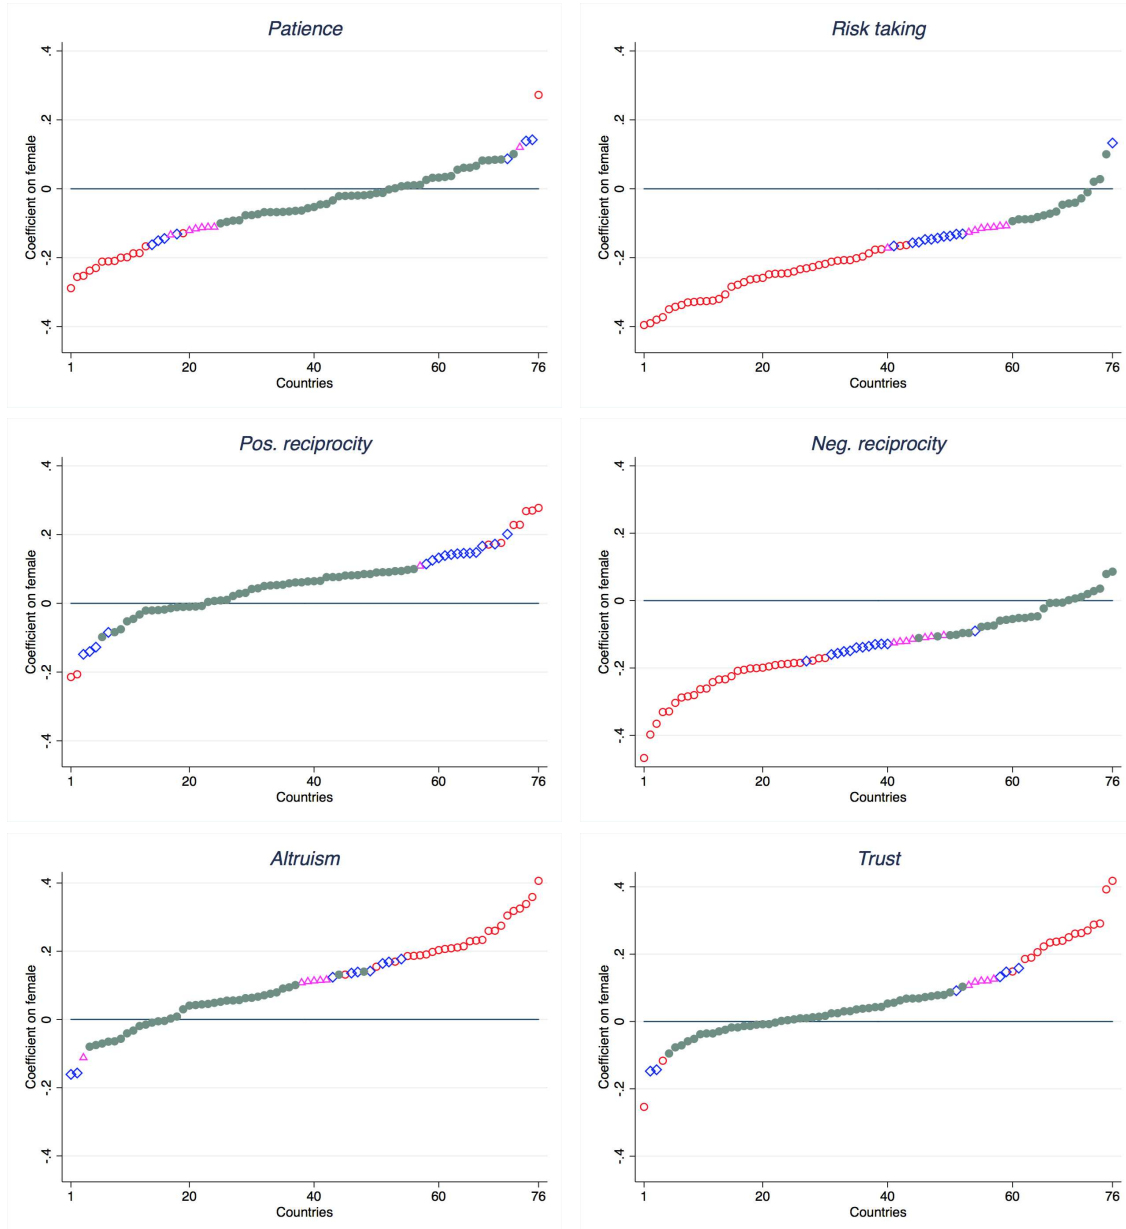 Patience
.4
.2
0
-.2
-.4
Coefficient on female
1 20 40 60 76
Countries
Risk taking
.4
.2
0
-.2
-.4
Coefficient on female
1 20 40 60 76
Countries
Pos. reciprocity
.4
.2
0
-.2
-.4
Coefficient on female
1 20 40 60 76
Countries
Neg. reciprocity
.4
.2
0
-.2
-.4
Coefficient on female
1 20 40 60 76
Countries
Altruism
.4
.2
0
-.2
-.4
Coefficient on female
1 20 40 60 76
Countries
Trust
.4
.2
0
-.2
-.4
Coefficient on female
1 20 40 60 76
Countries